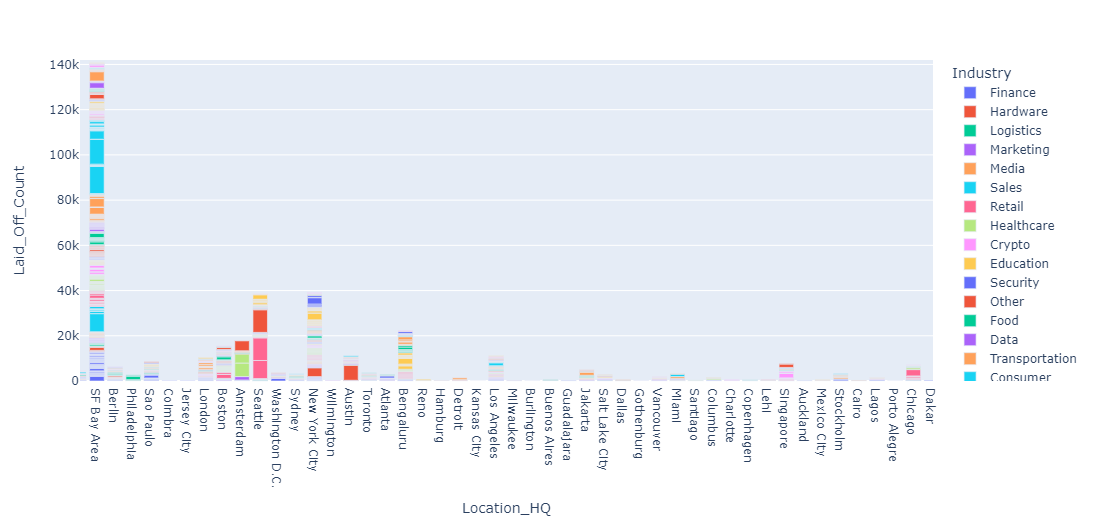 Laid_Off_Count
140k
120k
100k
80k
60k
40k
20k
0
SF Bay Area
Berlin
Philadelphia
Sao Paulo
Coimbra
Jersey City
London
Boston
Amsterdam
Seattle
Washington D.C.
Sydney
New York City
Wilmington
Austin
Toronto
Atlanta
Bengaluru
Reno
Hamburg
Detroit
Kansas City
Los Angeles
Milwaukee
Burlington
Buenos Aires
Guadalajara
Jakarta
Salt Lake City
Dallas
Gothenburg
Vancouver
Miami
Santiago
Columbus
Charlotte
Copenhagen
Lehi
Singapore
Auckland
Mexico City
Stockholm
Cairo
Lagos
Porto Alegre
Chicago
Dakar
Location_HQ
Industry
Finance
Hardware
Logistics
Marketing
Media
Sales
Retail
Healthcare
Crypto
Education
Security
Other
Food
Data
Transportation
Consumer